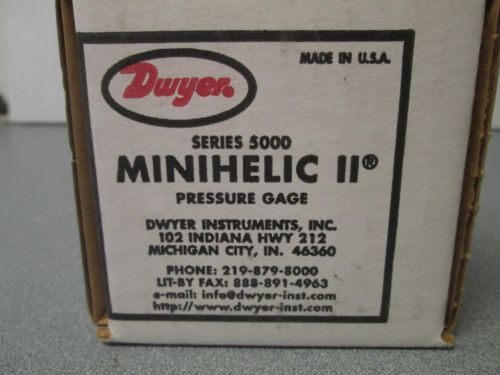 Dwyer.
MADE IN U.S.A.
SERIES 5000
MINIHELIC II®
PRESSURE GAGE
DWYER INSTRUMENTS, INC.
102 INDIANA HWY 212
MICHIGAN CITY, IN. 46360
PHONE: 219-879-8000
LIT-BY FAX: 888-891-4963
e-mail: info@dwyer-inst.com
http://www.dwyer-inst.com